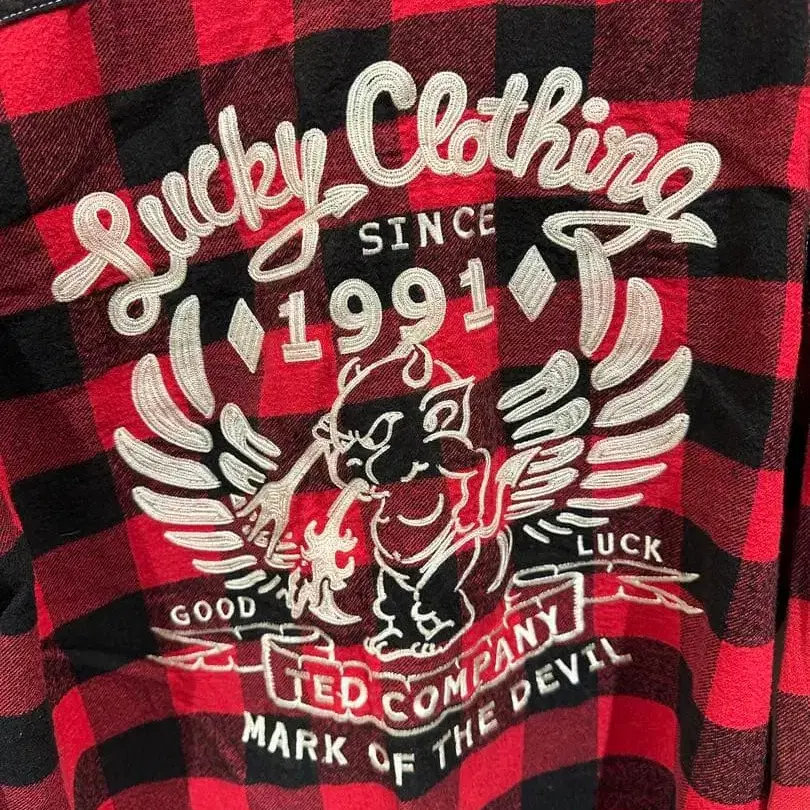 Lucky Clothing
SINCE
1991
GOOD LUCK
TED COMPANY
MARK OF THE DEVIL